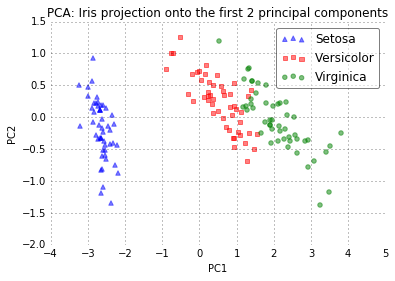 PCA: Iris projection onto the first 2 principal components
Setosa
Versicolor
Virginica
1.5
1.0
0.5
0.0
−0.5
−1.0
−1.5
−2.0
PC2
−4 −3 −2 −1 0 1 2 3 4 5
PC1